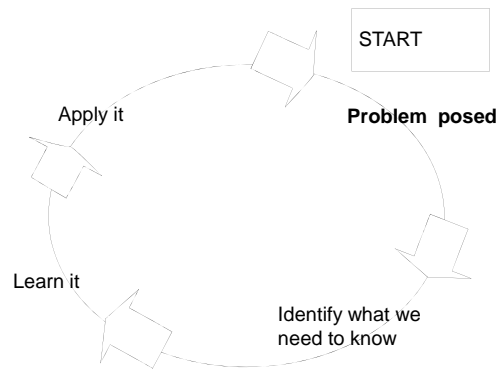 START
Problem posed
Identify what we
need to know
Learn it
Apply it